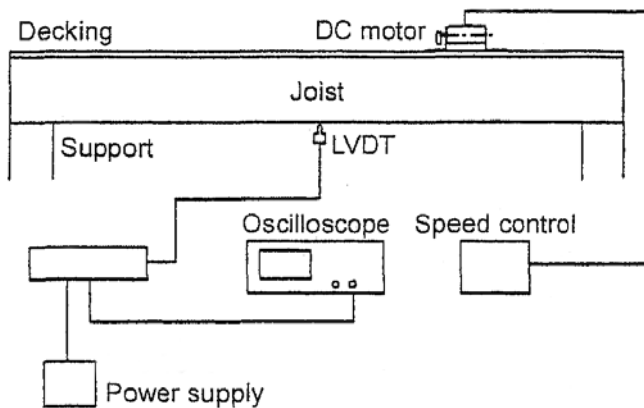 Decking
DC motor
Joist
Support
LVDT
Oscilloscope
Speed control
Power supply